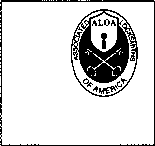 ALOA
ASSOCIATED LOCKSMITHS
OF AMERICA